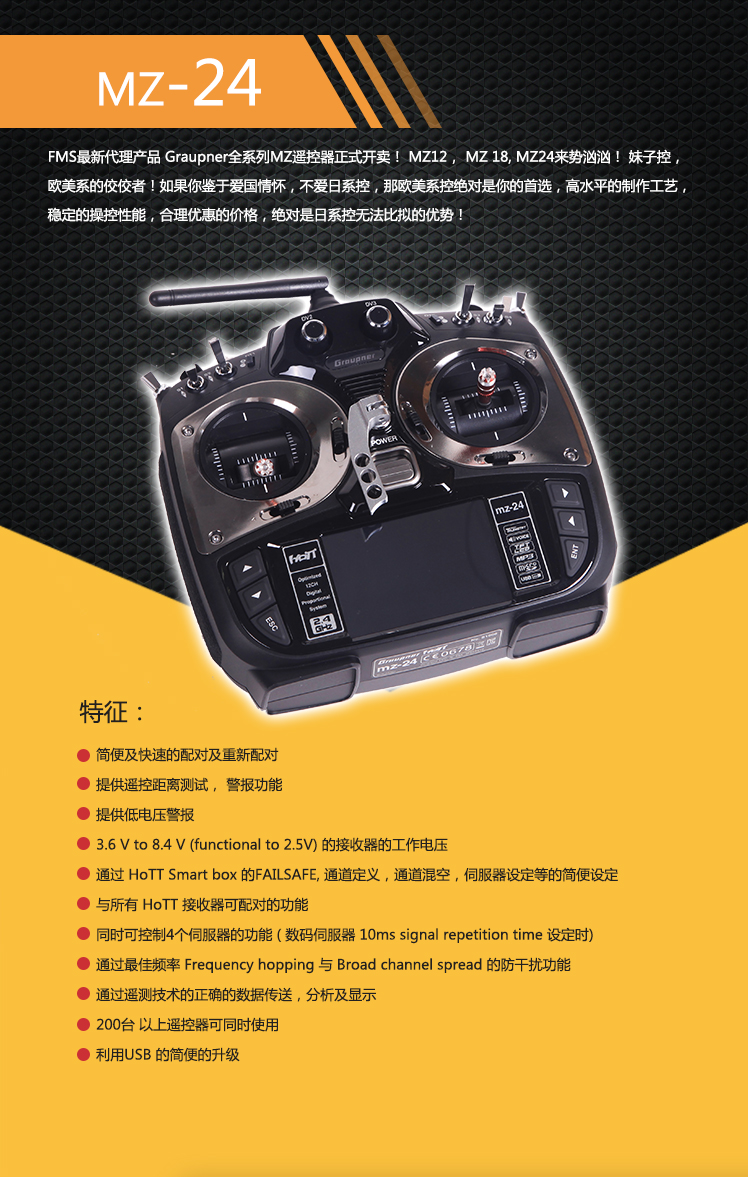 MZ-24
FMS最新代理产品 Graupner全系列MZ遥控器正式开卖！ MZ12， MZ 18, MZ24来势汹汹！ 妹子控，
欧美系的佼佼者！如果你鉴于爱国情怀，不爱日系控，那欧美系控绝对是你的首选，高水平的制作工艺，
稳定的操控性能，合理优惠的价格，绝对是日系控无法比拟的优势！
DV2
DV3
Graupner
POWER
mz-24
VOICE
MP3
USB
ENT
HoTT
Optimized
12CH
Digital
Proportional
System
2.4
GHz
ESC
Graupner HoTT
mz-24 CE0678
特征：
简便及快速的配对及重新配对
提供遥控距离测试， 警报功能
提供低电压警报
3.6 V to 8.4 V (functional to 2.5V) 的接收器的工作电压
通过 HoTT Smart box 的FAILSAFE, 通道定义，通道混空，伺服器设定等的简便设定
与所有 HoTT 接收器可配对的功能
同时可控制4个伺服器的功能 ( 数码伺服器 10ms signal repetition time 设定时)
通过最佳频率 Frequency hopping 与 Broad channel spread 的防干扰功能
通过遥测技术的正确的数据传送，分析及显示
200台 以上遥控器可同时使用
利用USB 的简便的升级